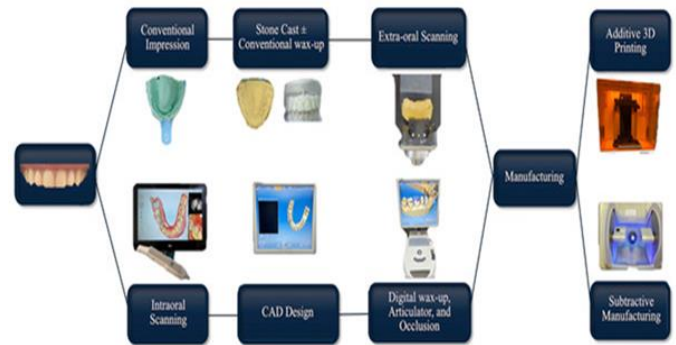 Conventional
Impression
Stone Cast ±
Conventional wax-up
Extra-oral Scanning
Additive 3D
Printing
Manufacturing
Intraoral
Scanning
CAD Design
Digital wax-up,
Articulator, and
Occlusion
Subtractive
Manufacturing